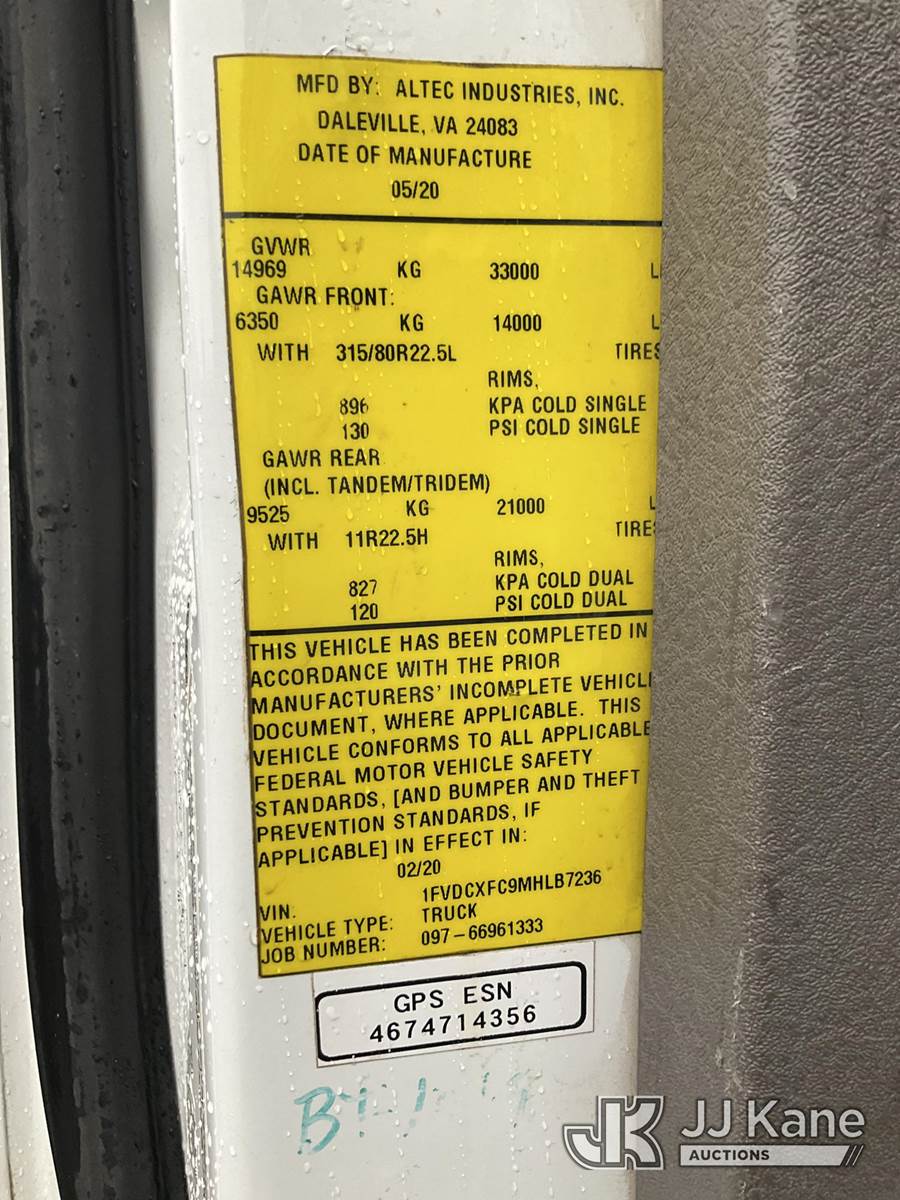 MFD BY: ALTEC INDUSTRIES, INC.
DALEVILLE, VA 24083
DATE OF MANUFACTURE
05/20
GVWR
14969 KG 33000
GAWR FRONT:
6350 KG 14000
WITH 315/80R22.5L TIRES
RIMS,
896 KPA COLD SINGLE
130 PSI COLD SINGLE
GAWR REAR
(INCL. TANDEM/TRIDEM)
9525 KG 21000
WITH 11R22.5H TIRES
RIMS,
827 KPA COLD DUAL
120 PSI COLD DUAL
THIS VEHICLE HAS BEEN COMPLETED IN
ACCORDANCE WITH THE PRIOR
MANUFACTURERS' INCOMPLETE VEHICL
DOCUMENT, WHERE APPLICABLE. THIS
VEHICLE CONFORMS TO ALL APPLICABLE
FEDERAL MOTOR VEHICLE SAFETY
STANDARDS, [AND BUMPER AND THEFT
PREVENTION STANDARDS, IF
APPLICABLE] IN EFFECT IN:
02/20
VIN. 1FVDCXFC9MHLB7236
VEHICLE TYPE: TRUCK
JOB NUMBER: 097-66961333
GPS ESN
4674714356
JK JJ Kane
AUCTIONS